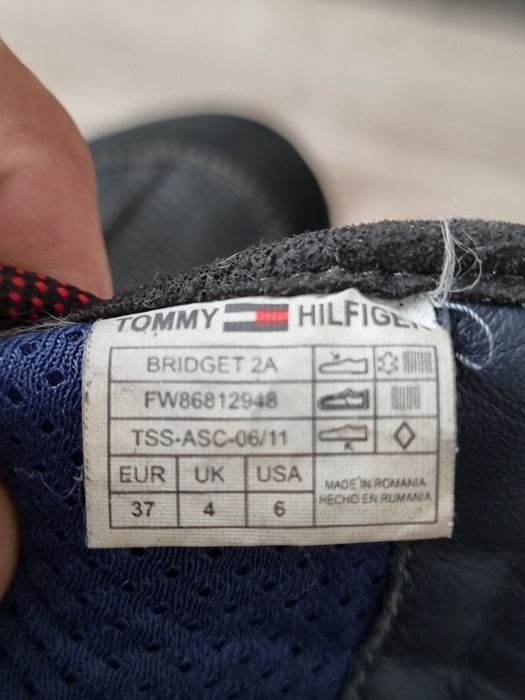 TOMMY HILFIGER
BRIDGET 2A
FW86812948
TSS-ASC-06/11
EUR UK USA
37 4 6
MADE IN ROMANIA
HECHO EN RUMANIA